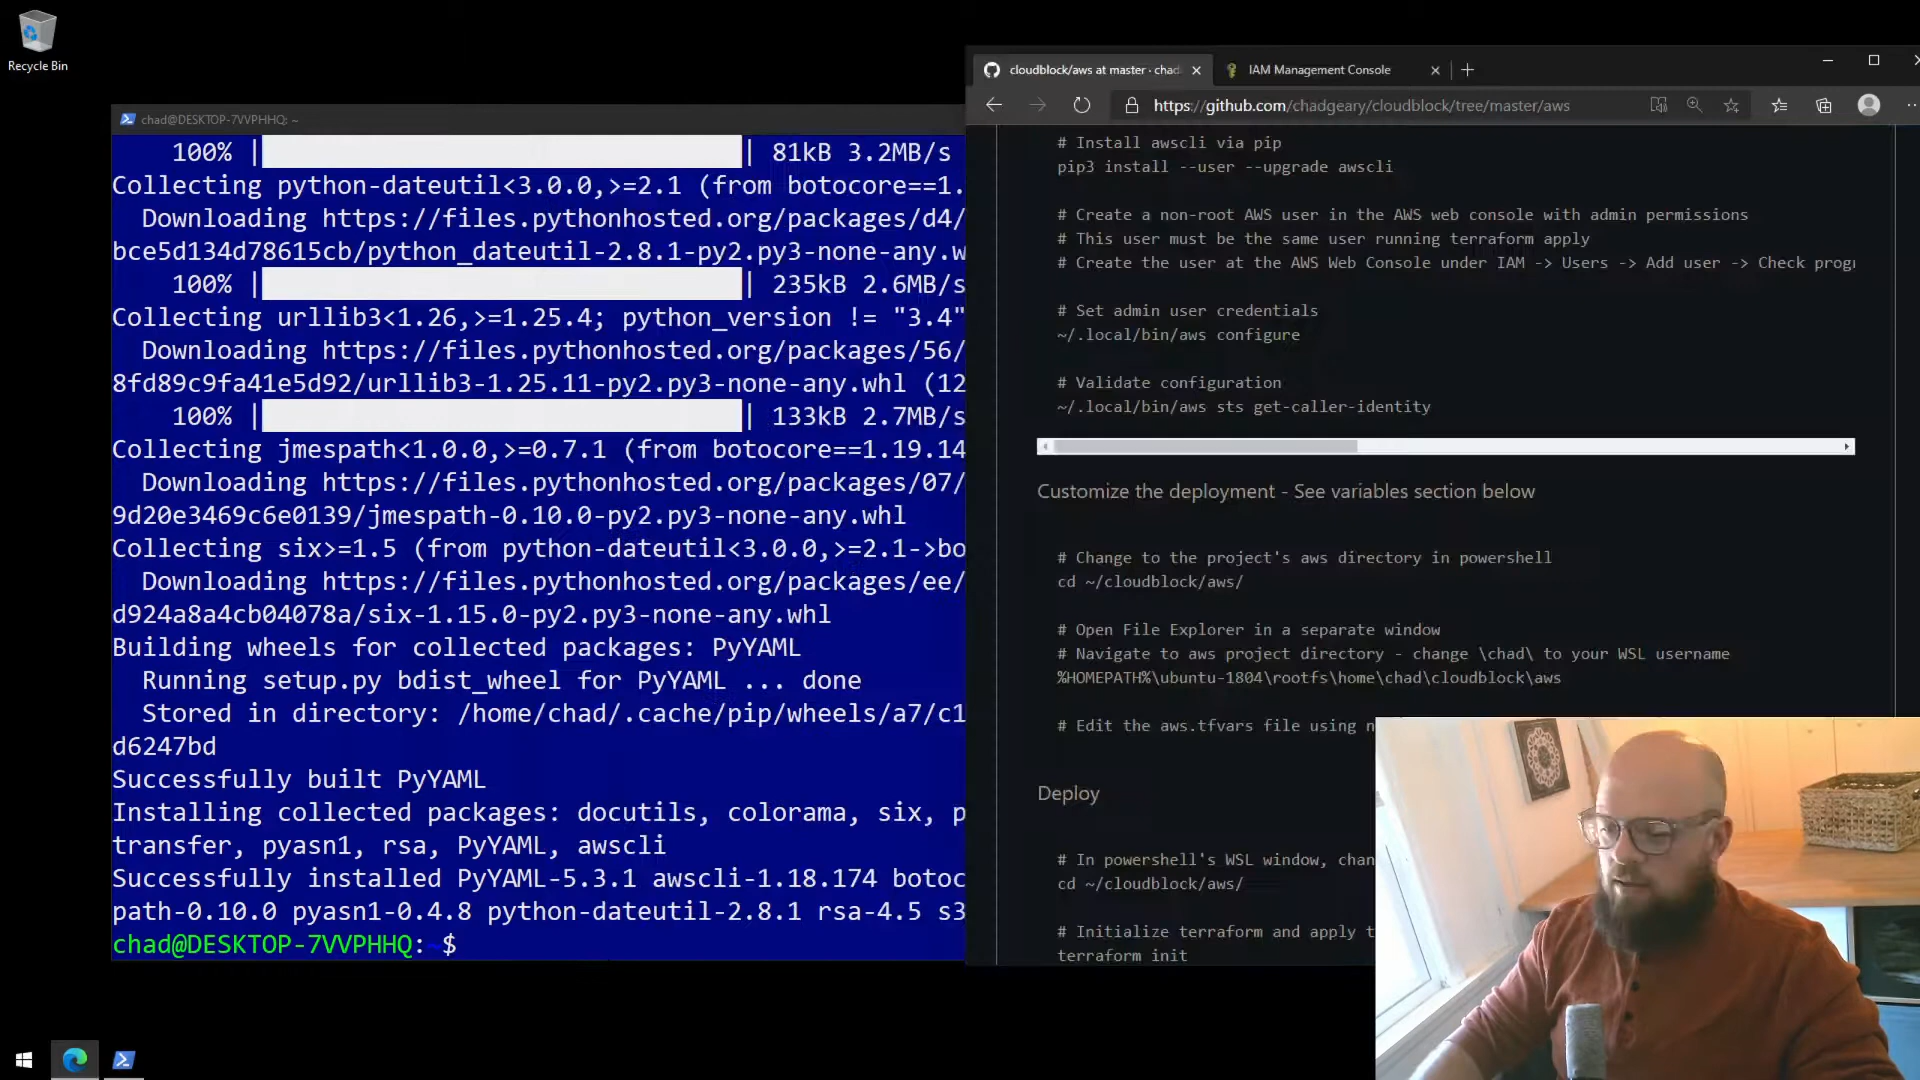 Recycle Bin
chad@DESKTOP-7VVPHHQ: ~
100% | | 81kB 3.2MB/s
Collecting python-dateutil<3.0.0,>=2.1 (from botocore==1.
Downloading https://files.pythonhosted.org/packages/d4/
bce5d134d78615cb/python_dateutil-2.8.1-py2.py3-none-any.w
100% | | 235kB 2.6MB/s
Collecting urllib3<1.26,>=1.25.4; python_version != "3.4"
Downloading https://files.pythonhosted.org/packages/56/
8fd89c9fa41e5d92/urllib3-1.25.11-py2.py3-none-any.whl (12
100% | | 133kB 2.7MB/s
Collecting jmespath<1.0.0,>=0.7.1 (from botocore==1.19.14
Downloading https://files.pythonhosted.org/packages/07/
9d20e3469c6e0139/jmespath-0.10.0-py2.py3-none-any.whl
Collecting six>=1.5 (from python-dateutil<3.0.0,>=2.1->bo
Downloading https://files.pythonhosted.org/packages/ee/
d924a8a4cb04078a/six-1.15.0-py2.py3-none-any.whl
Building wheels for collected packages: PyYAML
Running setup.py bdist_wheel for PyYAML ... done
Stored in directory: /home/chad/.cache/pip/wheels/a7/c1
d6247bd
Successfully built PyYAML
Installing collected packages: docutils, colorama, six, p
transfer, pyasn1, rsa, PyYAML, awscli
Successfully installed PyYAML-5.3.1 awscli-1.18.174 botoc
path-0.10.0 pyasn1-0.4.8 python-dateutil-2.8.1 rsa-4.5 s3
chad@DESKTOP-7VVPHHQ:~$
cloudblock/aws at master · chad
IAM Management Console
https://github.com/chadgeary/cloudblock/tree/master/aws
# Install awscli via pip
pip3 install --user --upgrade awscli
# Create a non-root AWS user in the AWS web console with admin permissions
# This user must be the same user running terraform apply
# Create the user at the AWS Web Console under IAM -> Users -> Add user -> Check progr
# Set admin user credentials
~/.local/bin/aws configure
# Validate configuration
~/.local/bin/aws sts get-caller-identity
Customize the deployment - See variables section below
# Change to the project's aws directory in powershell
cd ~/cloudblock/aws/
# Open File Explorer in a separate window
# Navigate to aws project directory - change \chad\ to your WSL username
%HOMEPATH%\ubuntu-1804\rootfs\home\chad\cloudblock\aws
# Edit the aws.tfvars file using n
Deploy
# In powershell's WSL window, chan
cd ~/cloudblock/aws/
# Initialize terraform and apply t
terraform init